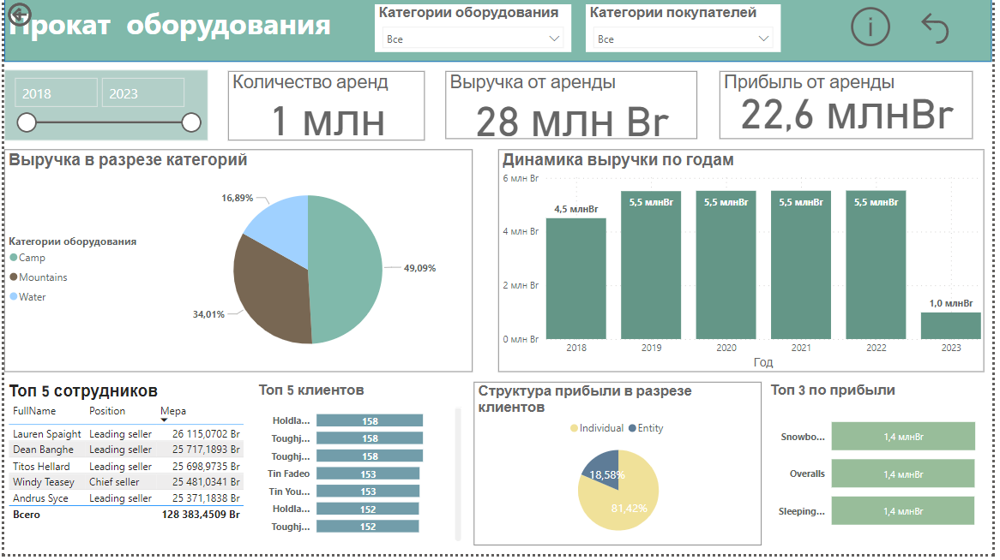 Прокат оборудования
Категории оборудования
Все
Категории покупателей
Все
i
2018
2023
Количество аренд
1 млн
Выручка от аренды
28 млн Br
Прибыль от аренды
22,6 млнBr
Выручка в разрезе категорий
Категории оборудования
Camp
Mountains
Water
16,89%
49,09%
34,01%
Динамика выручки по годам
6 млн Br
4 млн Br
2 млн Br
0 млн Br
4,5 млнBr
5,5 млнBr
5,5 млнBr
5,5 млнBr
5,5 млнBr
1,0 млнBr
2018
2019
2020
2021
2022
2023
Год
Топ 5 сотрудников
FullName Position Мера
Lauren Spaight Leading seller 26 115,0702 Br
Dean Banghe Leading seller 25 717,1893 Br
Titos Hellard Leading seller 25 698,9735 Br
Windy Teasey Chief seller 25 481,0341 Br
Andrus Syce Leading seller 25 371,1838 Br
Всего 128 383,4509 Br
Топ 5 клиентов
Holdla... 158
Toughj... 158
Toughj... 158
Tin Fadeo 153
Tin You... 153
Holdla... 152
Toughj... 152
Структура прибыли в разрезе
клиентов
Individual Entity
18,58%
81,42%
Топ 3 по прибыли
Snowbo... 1,4 млнBr
Overalls 1,4 млнBr
Sleeping... 1,4 млнBr